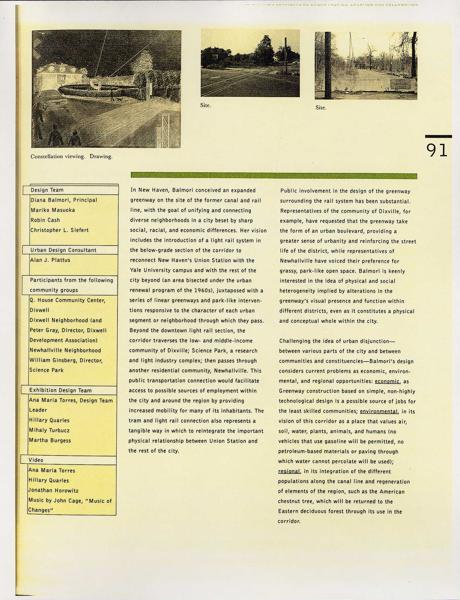 Constellation viewing. Drawing.
Site.
Site.
91
Design Team
Diana Balmori, Principal
Mariko Masuoka
Robin Cash
Christopher L. Siefert
Urban Design Consultant
Alan J. Plattus
Participants from the following
community groups
Q. House Community Center,
Dixwell
Dixwell Neighborhood (and
Peter Gray, Director, Dixwell
Development Association)
Newhallville Neighborhood
William Ginsberg, Director,
Science Park
Exhibition Design Team
Ana Maria Torres, Design Team
Leader
Hillary Quarles
Mihaly Turbucz
Martha Burgess
Video
Ana Maria Torres
Hillary Quarles
Jonathan Horowitz
Music by John Cage, "Music of
Changes"
In New Haven, Balmori conceived an expanded
greenway on the site of the former canal and rail
line, with the goal of unifying and connecting
diverse neighborhoods in a city beset by sharp
social, racial, and economic differences. Her vision
includes the introduction of a light rail system in
the below-grade section of the corridor to
reconnect New Haven's Union Station with the
Yale University campus and with the rest of the
city beyond (an area bisected under the urban
renewal program of the 1960s), juxtaposed with a
series of linear greenways and park-like interven-
tions responsive to the character of each urban
segment or neighborhood through which they pass.
Beyond the downtown light rail section, the
corridor traverses the low- and middle-income
community of Dixville; Science Park, a research
and light industry complex; then passes through
another residential community, Newhallville. This
public transportation connection would facilitate
access to possible sources of employment within
the city and around the region by providing
increased mobility for many of its inhabitants. The
tram and light rail connection also represents a
tangible way in which to reintegrate the important
physical relationship between Union Station and
the rest of the city.
Public involvement in the design of the greenway
surrounding the rail system has been substantial.
Representatives of the community of Dixville, for
example, have requested that the greenway take
the form of an urban boulevard, providing a
greater sense of urbanity and reinforcing the street
life of the district, while representatives of
Newhallville have voiced their preference for
grassy, park-like open space. Balmori is keenly
interested in the idea of physical and social
heterogeneity implied by alterations in the
greenway's visual presence and function within
different districts, even as it constitutes a physical
and conceptual whole within the city.
Challenging the idea of urban disjunction—
between various parts of the city and between
communities and constituencies—Balmori's design
considers current problems as economic, environ-
mental, and regional opportunities: economic, as
Greenway construction based on simple, non-highly
technological design is a possible source of jobs for
the least skilled communities; environmental, in its
vision of this corridor as a place that values air,
soil, water, plants, animals, and humans (no
vehicles that use gasoline will be permitted, no
petroleum-based materials or paving through
which water cannot percolate will be used);
regional, in its integration of the different
populations along the canal line and regeneration
of elements of the region, such as the American
chestnut tree, which will be returned to the
Eastern deciduous forest through its use in the
corridor.